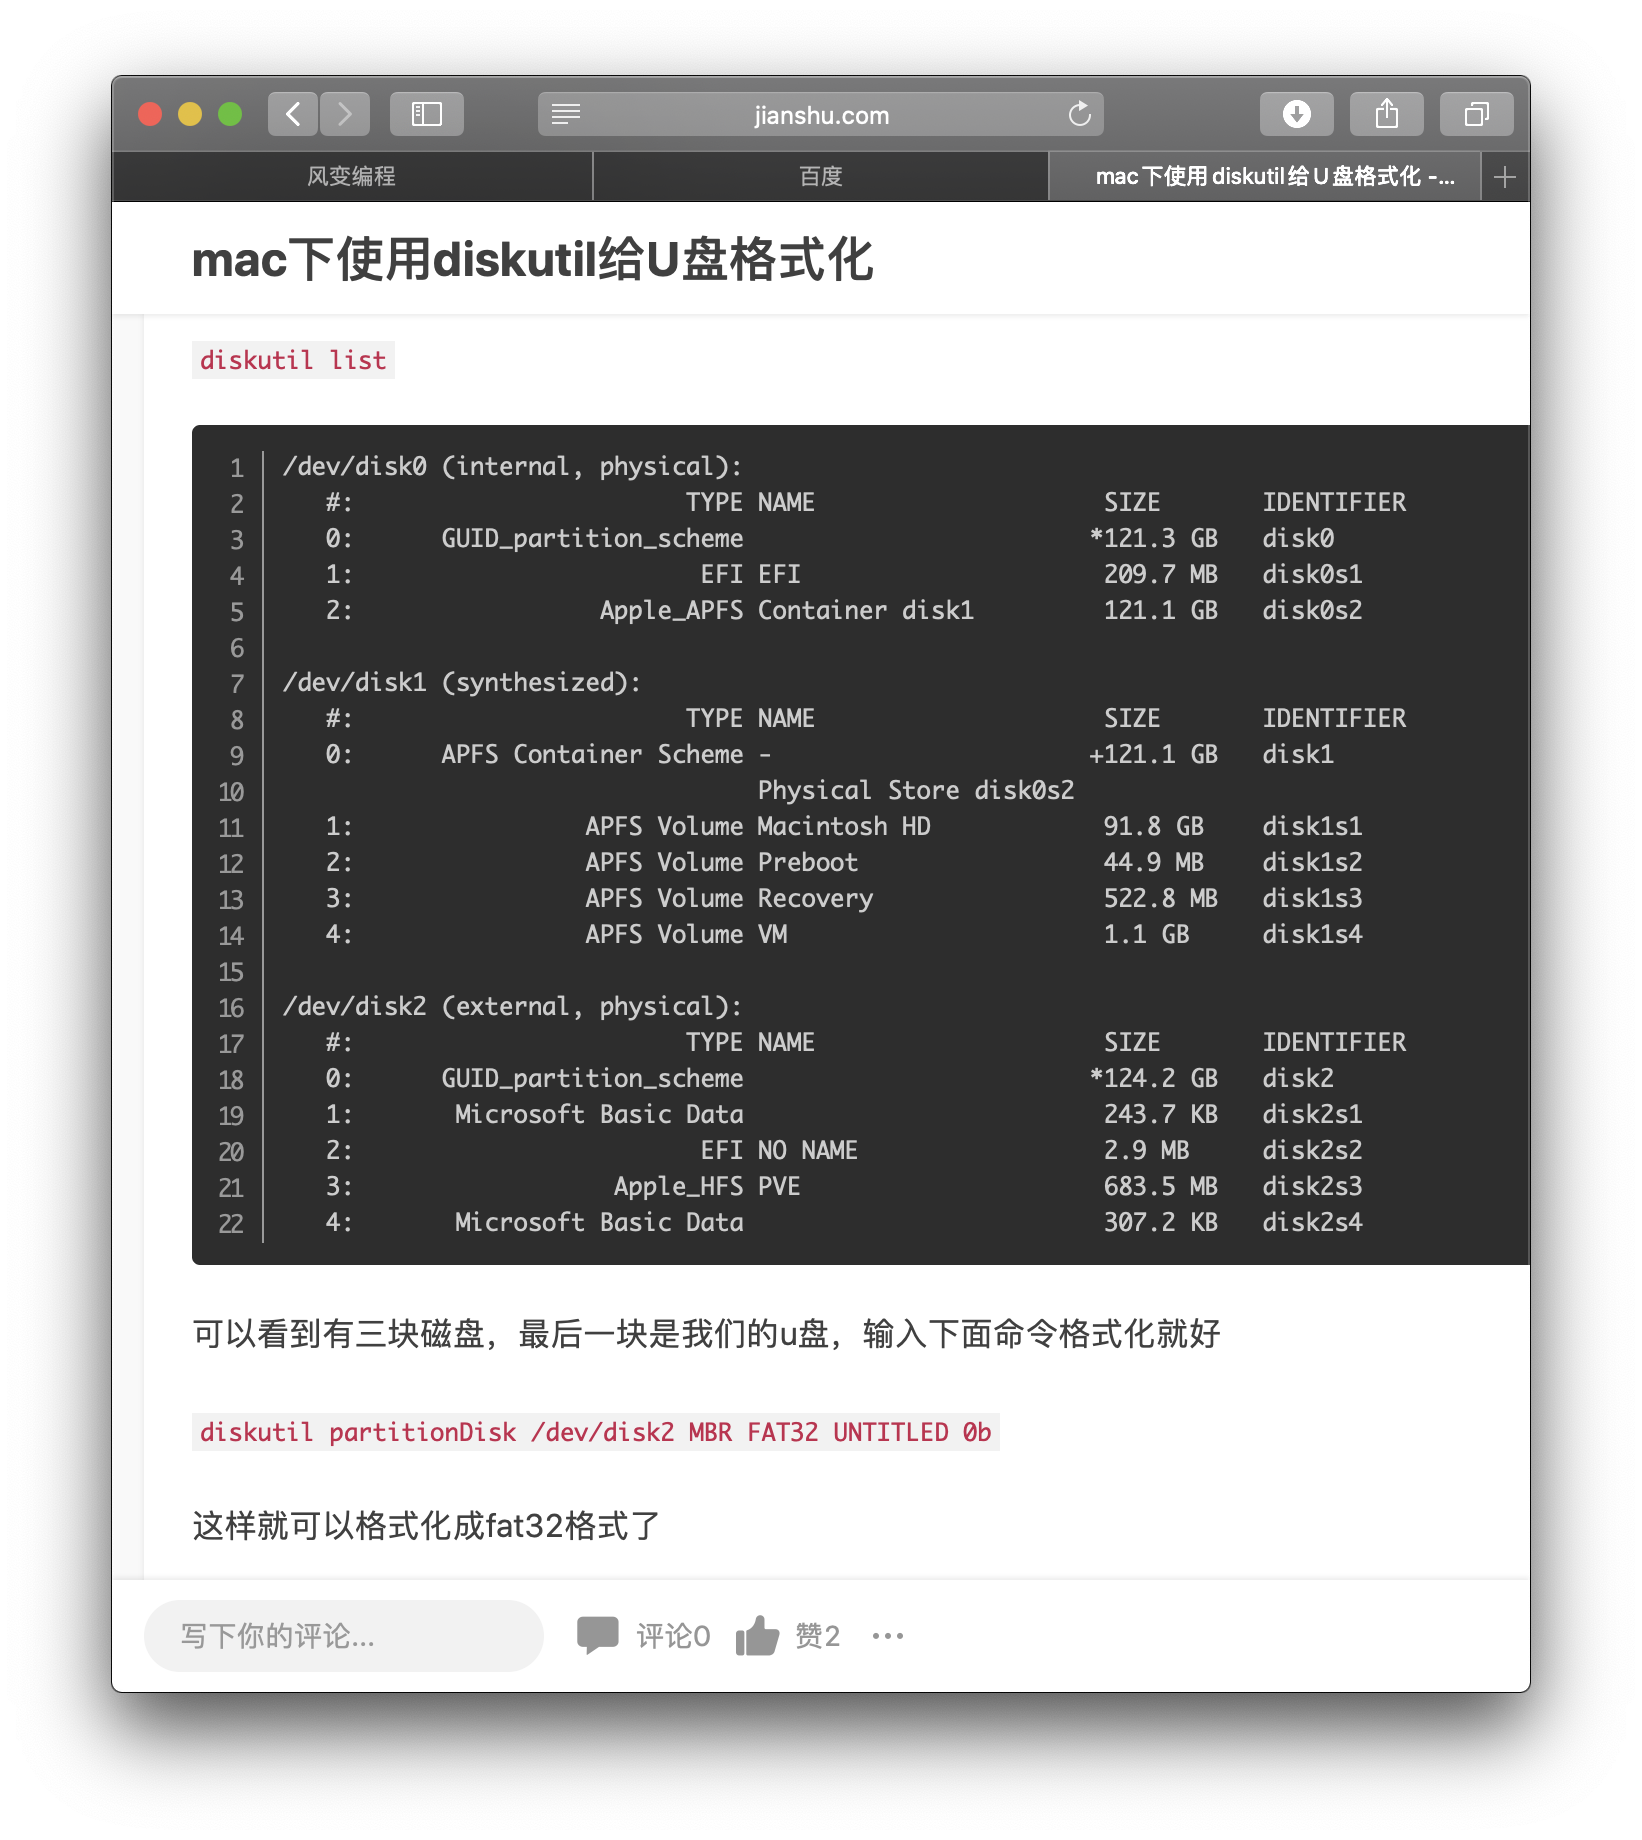 jianshu.com
风变编程
百度
mac下使用diskutil给U盘格式化 -...
mac下使用diskutil给U盘格式化
diskutil list
1 /dev/disk0 (internal, physical):
2    #:                       TYPE NAME                    SIZE       IDENTIFIER
3    0:      GUID_partition_scheme                        *121.3 GB   disk0
4    1:                        EFI EFI                     209.7 MB   disk0s1
5    2:                 Apple_APFS Container disk1         121.1 GB   disk0s2
6
7 /dev/disk1 (synthesized):
8    #:                       TYPE NAME                    SIZE       IDENTIFIER
9    0:      APFS Container Scheme -                      +121.1 GB   disk1
10                                 Physical Store disk0s2
11    1:                APFS Volume Macintosh HD            91.8 GB    disk1s1
12    2:                APFS Volume Preboot                 44.9 MB    disk1s2
13    3:                APFS Volume Recovery                522.8 MB   disk1s3
14    4:                APFS Volume VM                      1.1 GB     disk1s4
15
16 /dev/disk2 (external, physical):
17    #:                       TYPE NAME                    SIZE       IDENTIFIER
18    0:      GUID_partition_scheme                        *124.2 GB   disk2
19    1:       Microsoft Basic Data                         243.7 KB   disk2s1
20    2:                        EFI NO NAME                 2.9 MB     disk2s2
21    3:                  Apple_HFS PVE                     683.5 MB   disk2s3
22    4:       Microsoft Basic Data                         307.2 KB   disk2s4
可以看到有三块磁盘，最后一块是我们的u盘，输入下面命令格式化就好
diskutil partitionDisk /dev/disk2 MBR FAT32 UNTITLED 0b
这样就可以格式化成fat32格式了
写下你的评论...
评论0
赞2